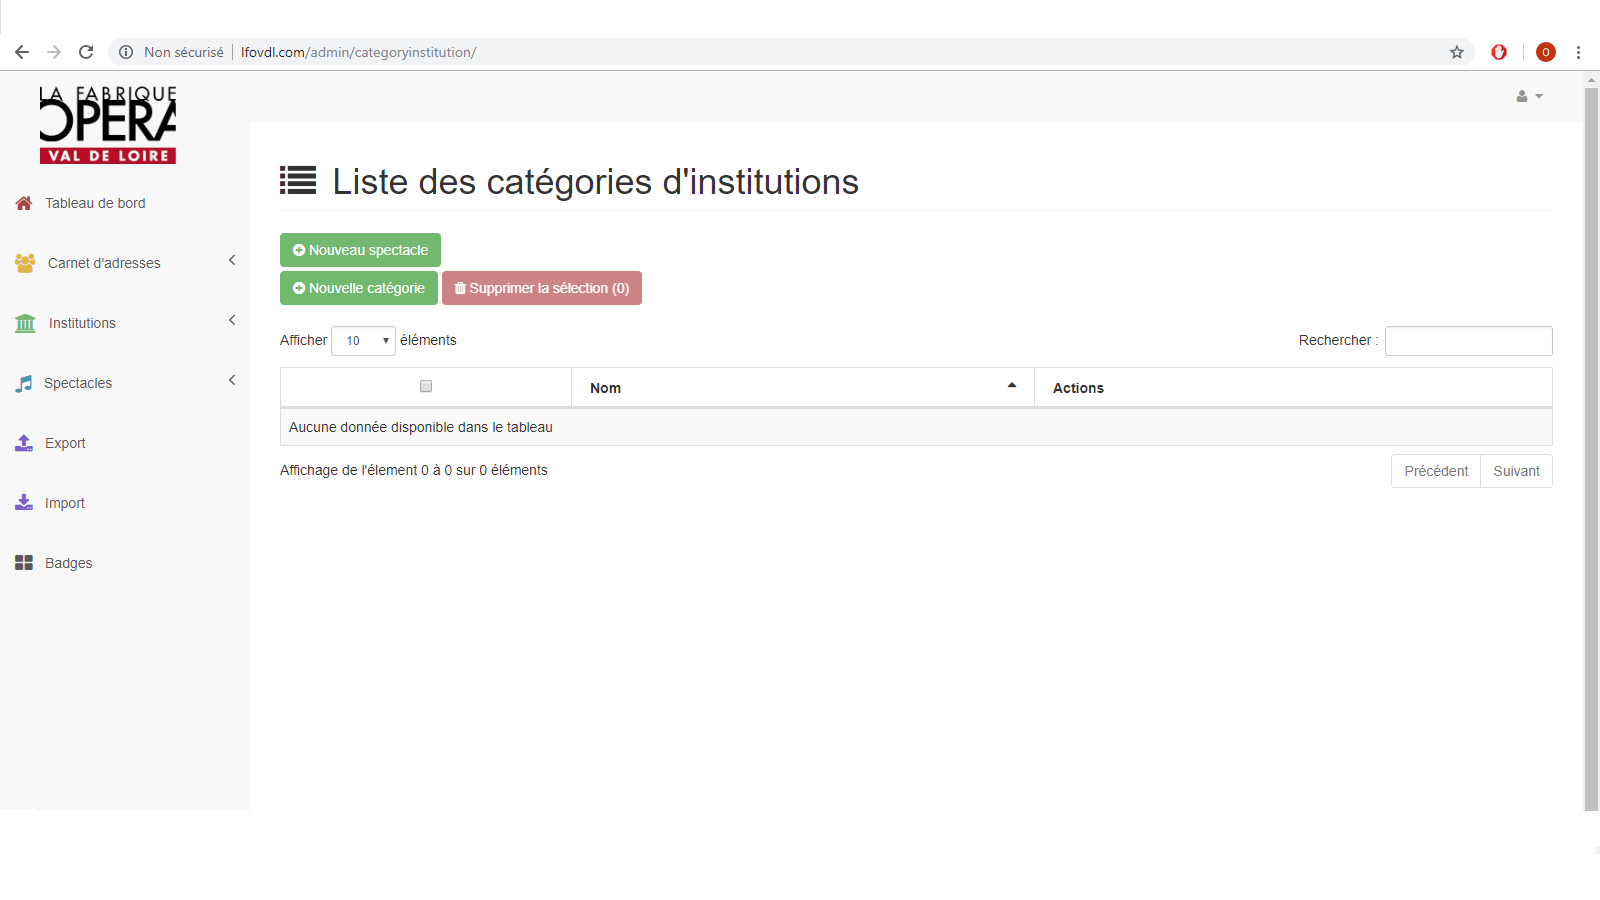 Non sécurisé | lfovdl.com/admin/categoryinstitution/
O
LA FABRIQUE
OPERA
VAL DE LOIRE
Tableau de bord
Carnet d'adresses
Institutions
Spectacles
Export
Import
Badges
Liste des catégories d'institutions
Nouveau spectacle
Nouvelle catégorie Supprimer la sélection (0)
Afficher 10 éléments Rechercher :
Nom Actions
Aucune donnée disponible dans le tableau
Affichage de l'élement 0 à 0 sur 0 éléments Précédent Suivant